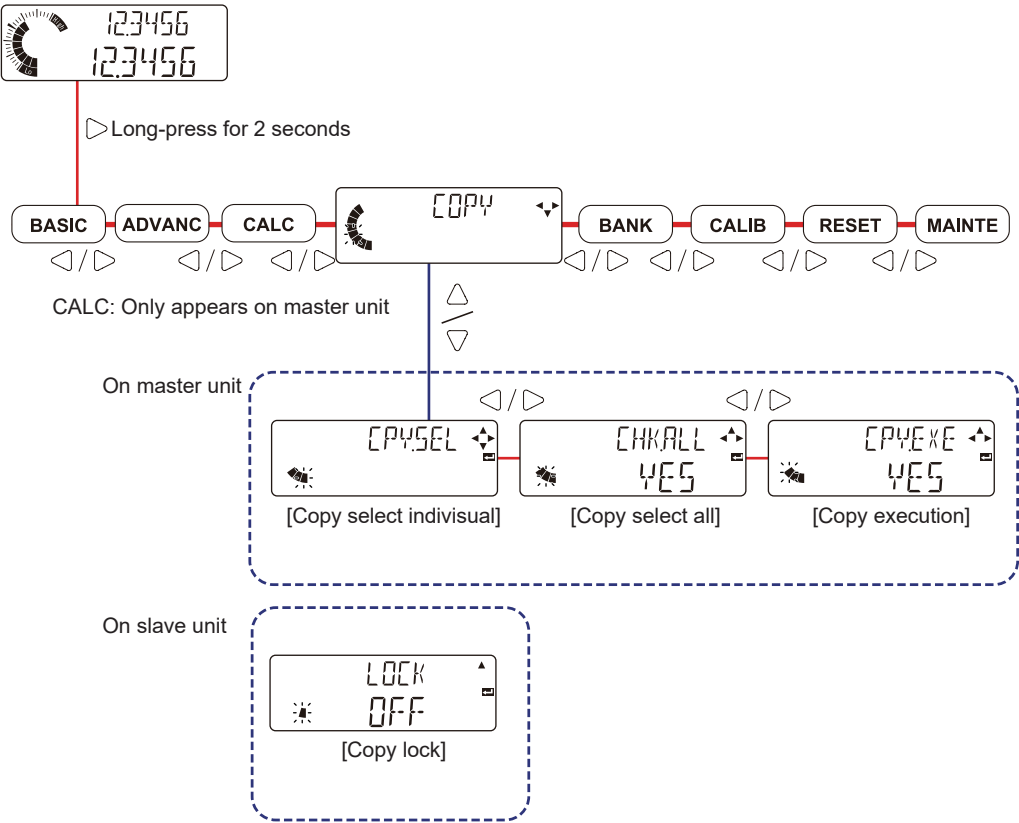 12.3456
12.3456
Long-press for 2 seconds
BASIC ADVANC CALC COPY BANK CALIB RESET MAINTE
CALC: Only appears on master unit
On master unit
CPY.SEL CHK.ALL CPY.EXE
YES YES
[Copy select indivisual] [Copy select all] [Copy execution]
On slave unit
LOCK
OFF
[Copy lock]